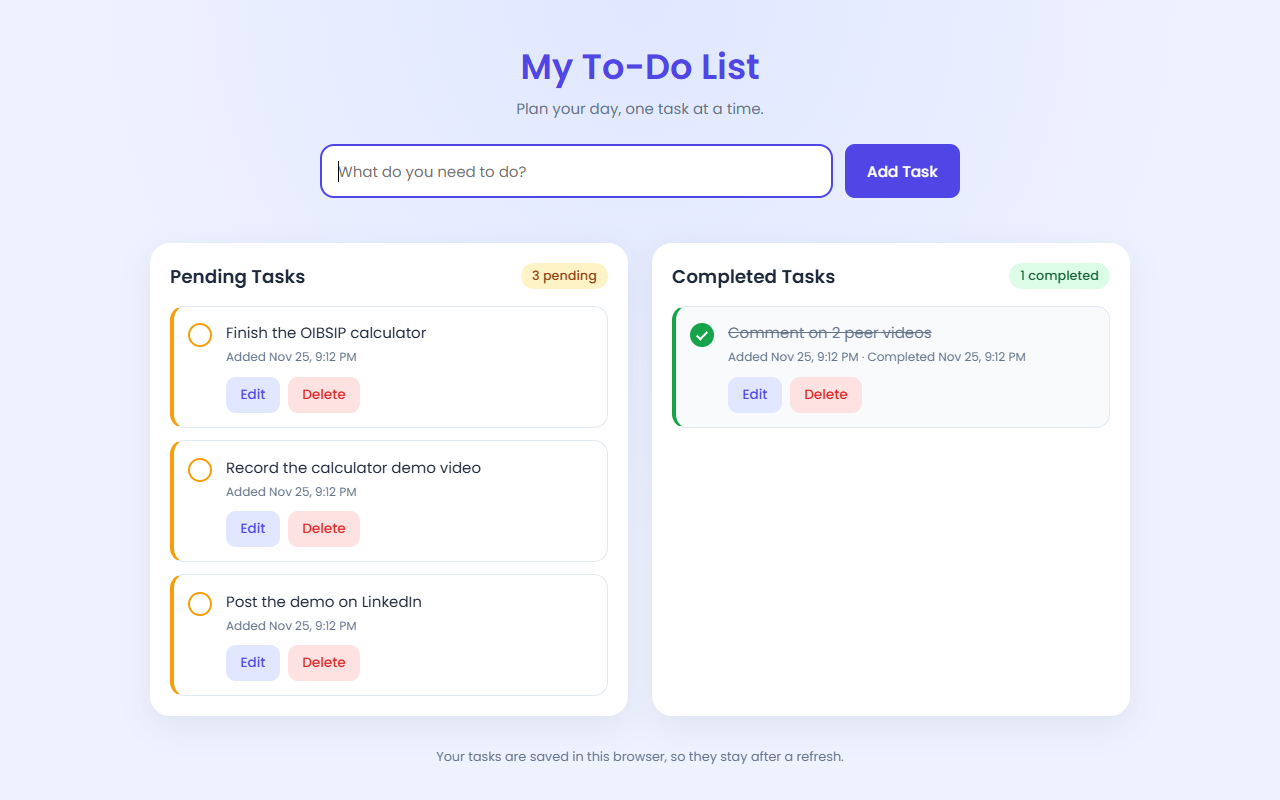 My To-Do List
Plan your day, one task at a time.
What do you need to do?
Add Task
Pending Tasks
3 pending
Finish the OIBSIP calculator
Added Nov 25, 9:12 PM
Edit
Delete
Record the calculator demo video
Added Nov 25, 9:12 PM
Edit
Delete
Post the demo on LinkedIn
Added Nov 25, 9:12 PM
Edit
Delete
Completed Tasks
1 completed
Comment on 2 peer videos
Added Nov 25, 9:12 PM · Completed Nov 25, 9:12 PM
Edit
Delete
Your tasks are saved in this browser, so they stay after a refresh.